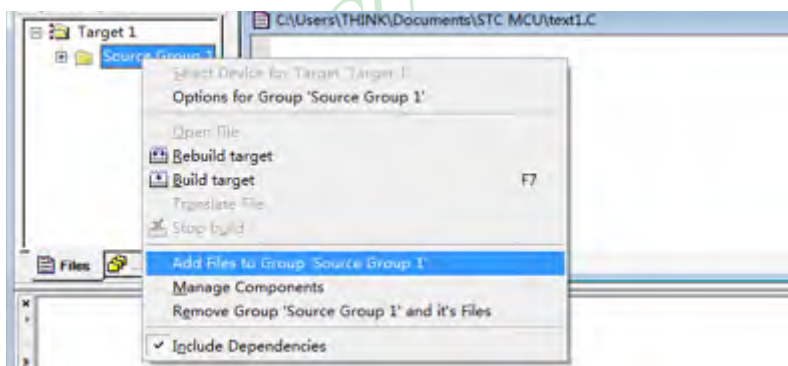 C:\Users\THINK\Documents\STC MCU\text1.C
Target 1
Source Group 1
Select Device for Target 'Target 1'
Options for Group 'Source Group 1'
Open File
Rebuild target
Build target F7
Translate File
Stop build
Files
Add Files to Group 'Source Group 1'
Manage Components
Remove Group 'Source Group 1' and it's Files
Include Dependencies